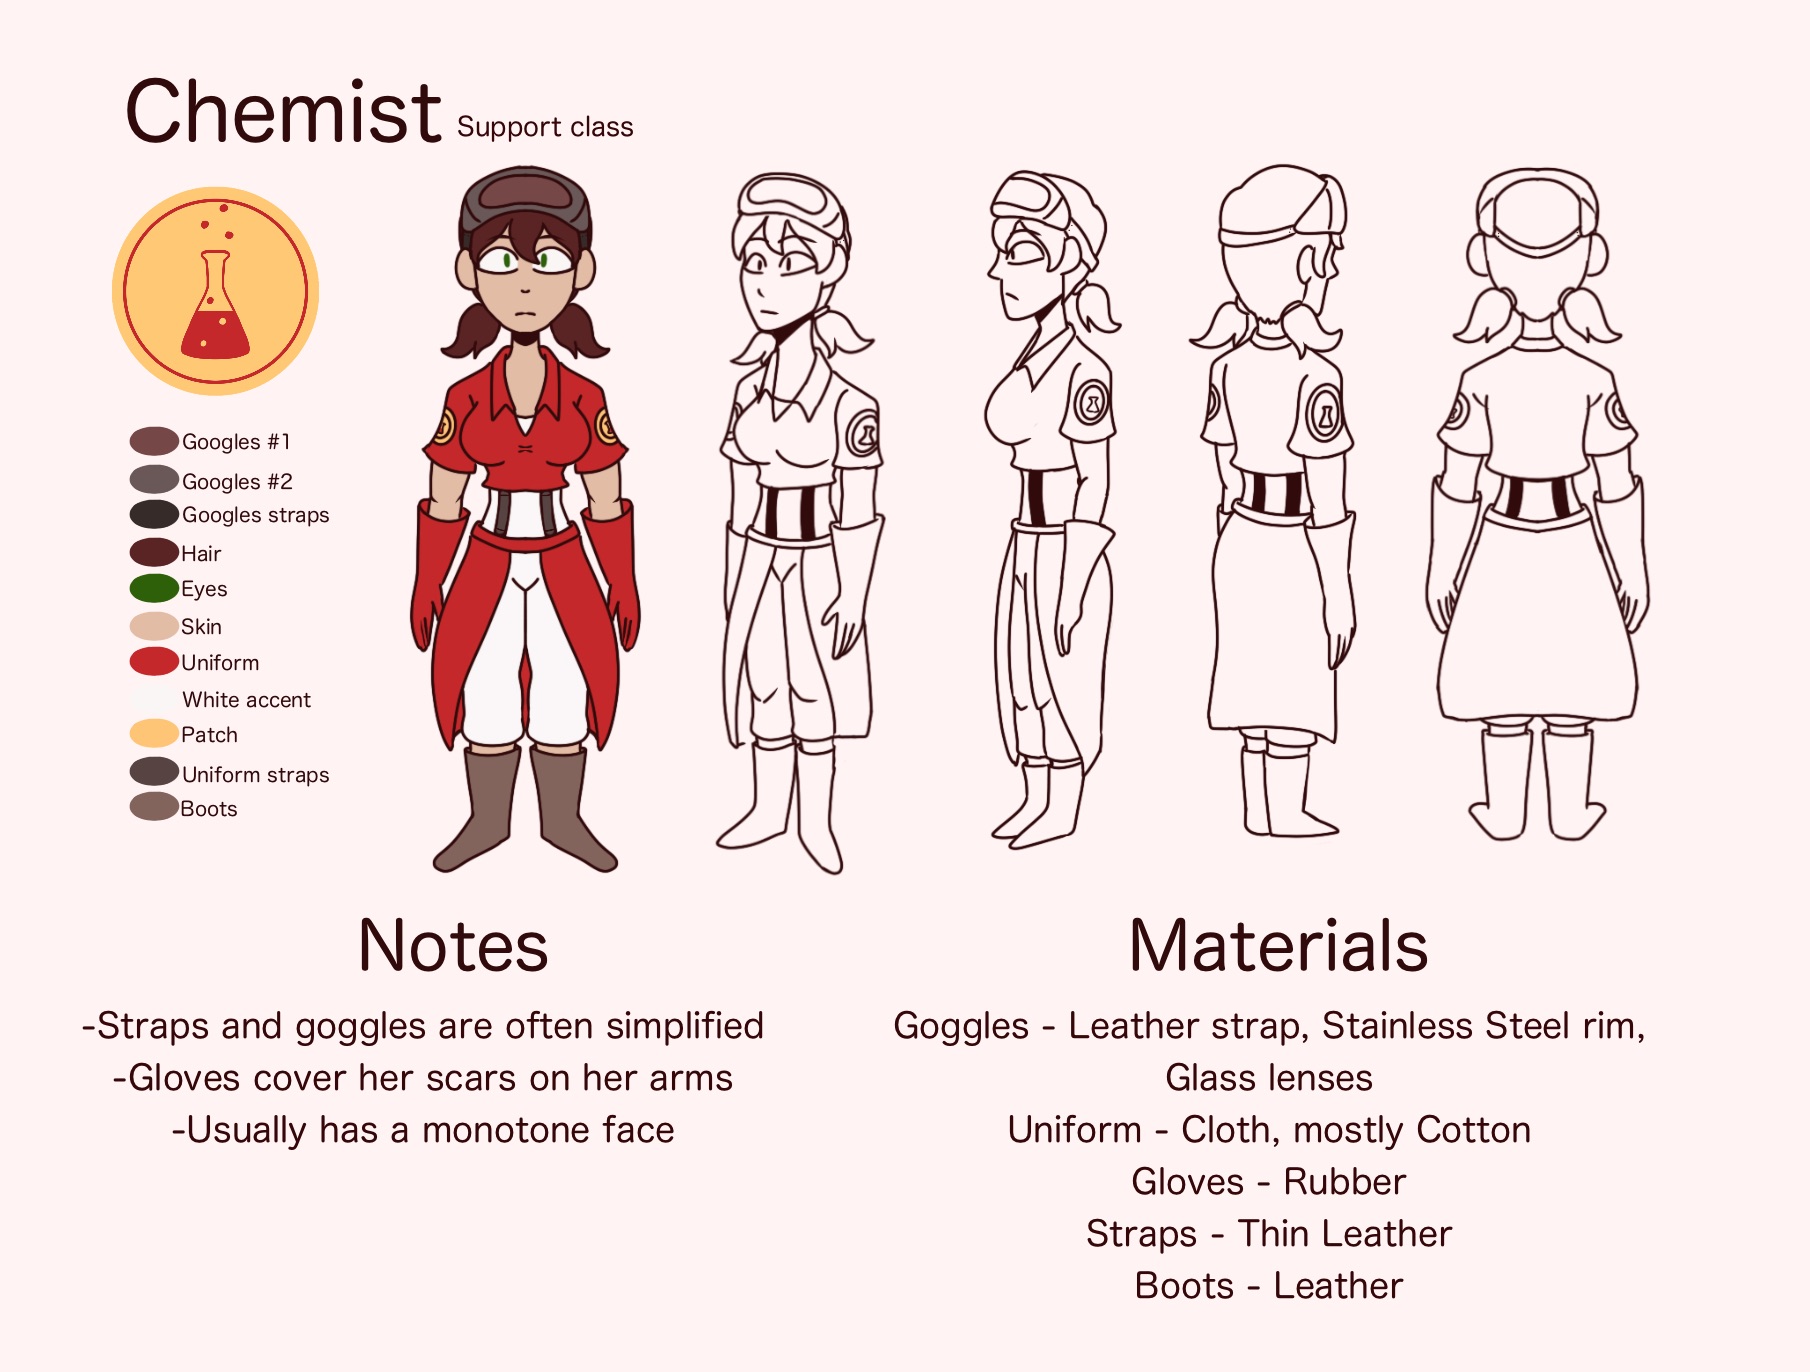 Chemist Support class
Googles #1
Googles #2
Googles straps
Hair
Eyes
Skin
Uniform
White accent
Patch
Uniform straps
Boots
Notes
-Straps and goggles are often simplified
-Gloves cover her scars on her arms
-Usually has a monotone face
Materials
Goggles - Leather strap, Stainless Steel rim,
Glass lenses
Uniform - Cloth, mostly Cotton
Gloves - Rubber
Straps - Thin Leather
Boots - Leather